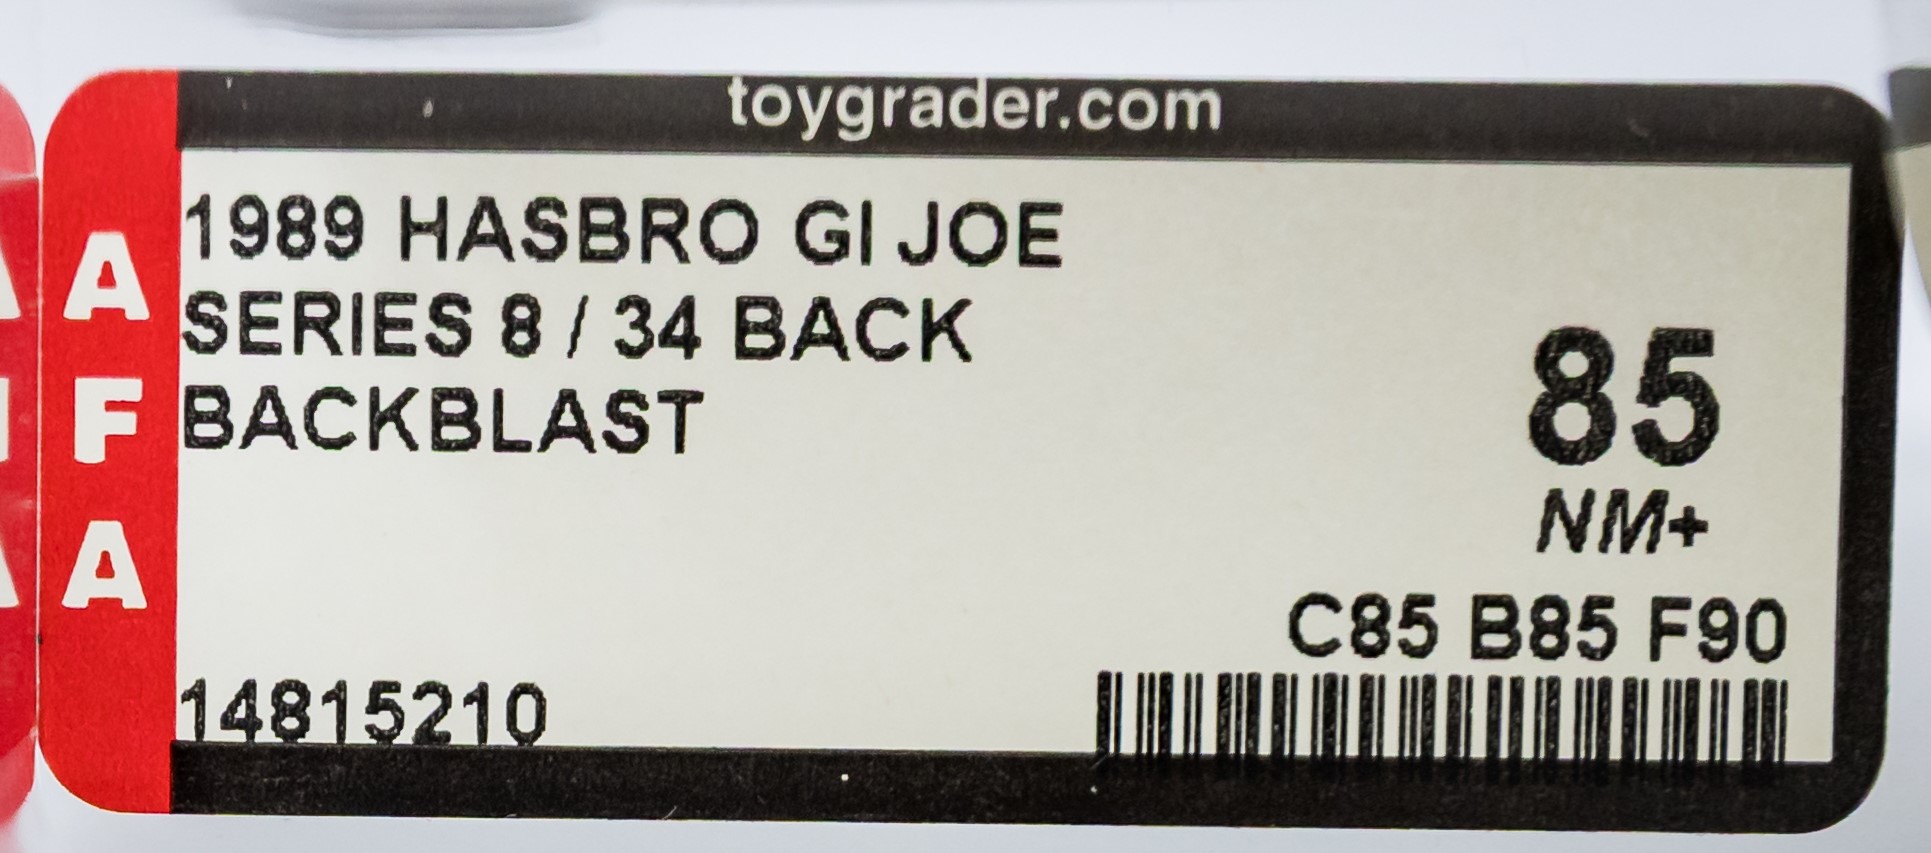 toygrader.com
AFA
1989 HASBRO GI JOE
SERIES 8 / 34 BACK
BACKBLAST
85
NM+
C85 B85 F90
14815210